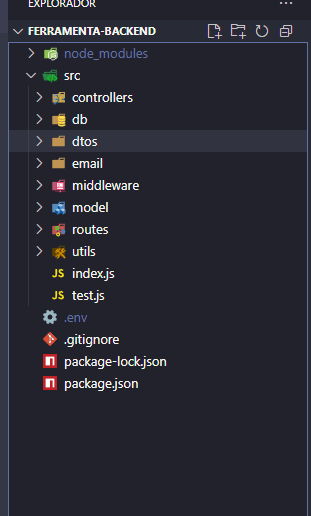 EXPLORADOR
FERRAMENTA-BACKEND
node_modules
src
controllers
db
dtos
email
middleware
model
routes
utils
JS index.js
JS test.js
.env
.gitignore
package-lock.json
package.json